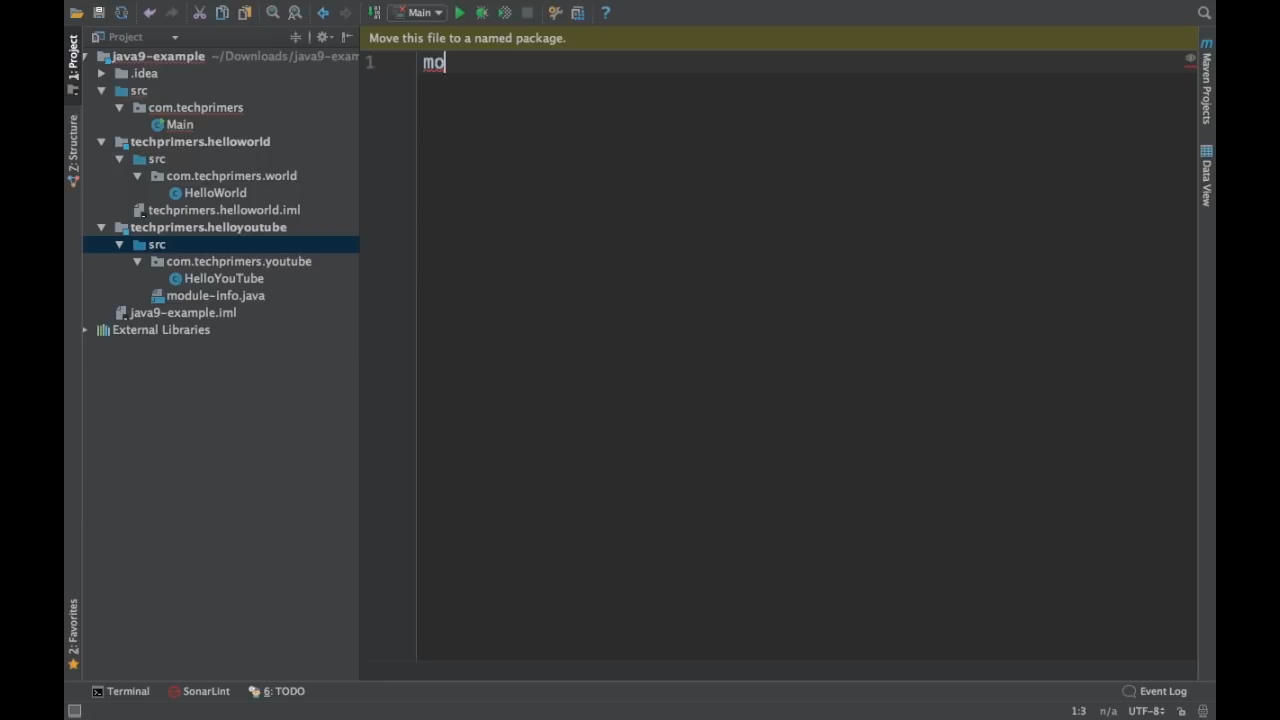 Main
Project
Move this file to a named package.
1: Project
java9-example ~/Downloads/java9-exam
1 mo
.idea
src
com.techprimers
Main
techprimers.helloworld
src
com.techprimers.world
HelloWorld
techprimers.helloworld.iml
techprimers.helloyoutube
src
com.techprimers.youtube
HelloYouTube
module-info.java
java9-example.iml
External Libraries
7: Structure
2: Favorites
m Maven Projects
Data View
Terminal
SonarLint
6: TODO
Event Log
1:3 n/a UTF-8